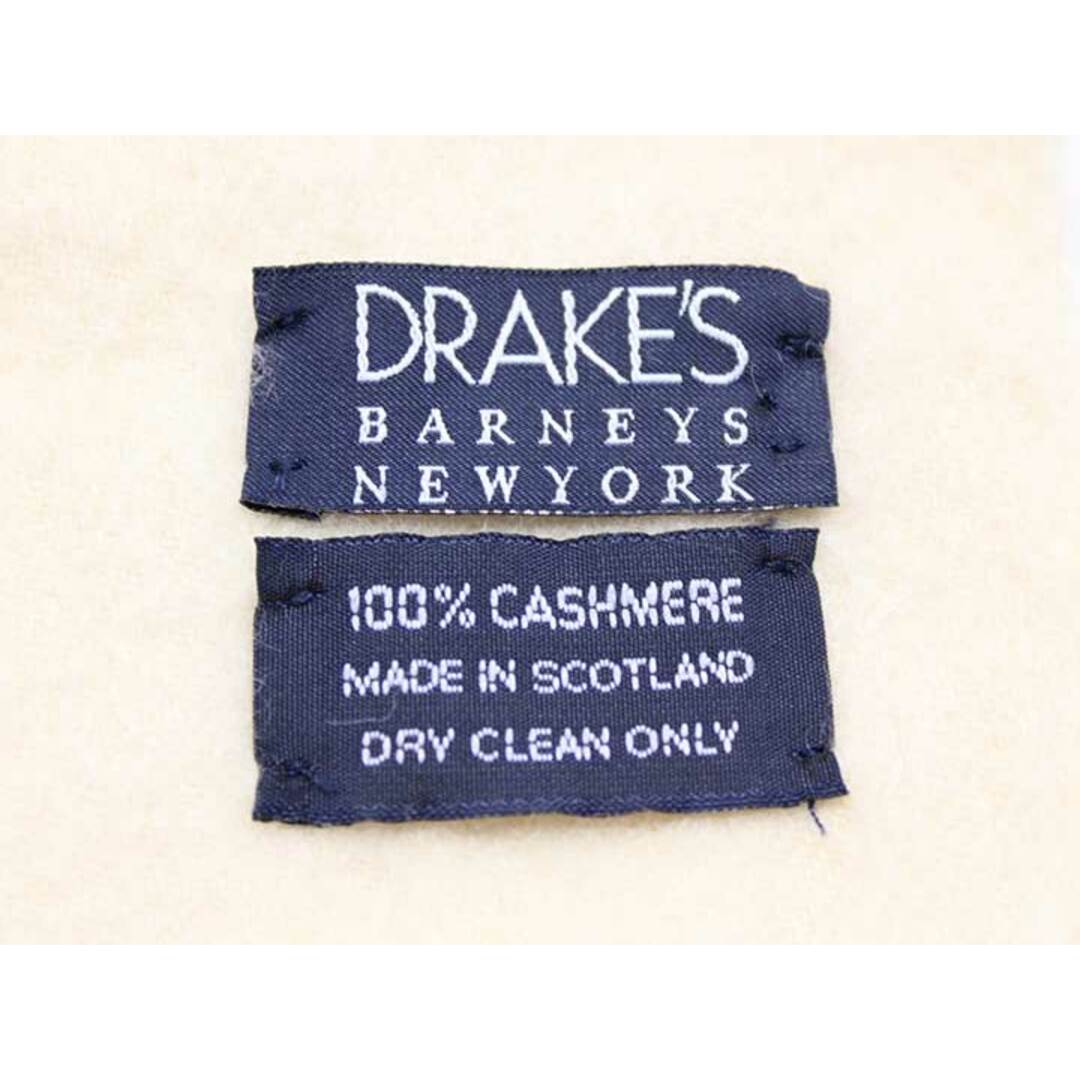 DRAKE'S
BARNEYS
NEWYORK
100% CASHMERE
MADE IN SCOTLAND
DRY CLEAN ONLY